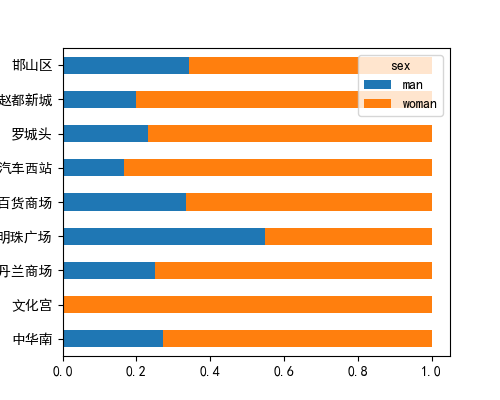 邯山区
赵都新城
罗城头
汽车西站
百货商场
明珠广场
丹兰商场
文化宫
中华南
sex
man
woman
0.0 0.2 0.4 0.6 0.8 1.0